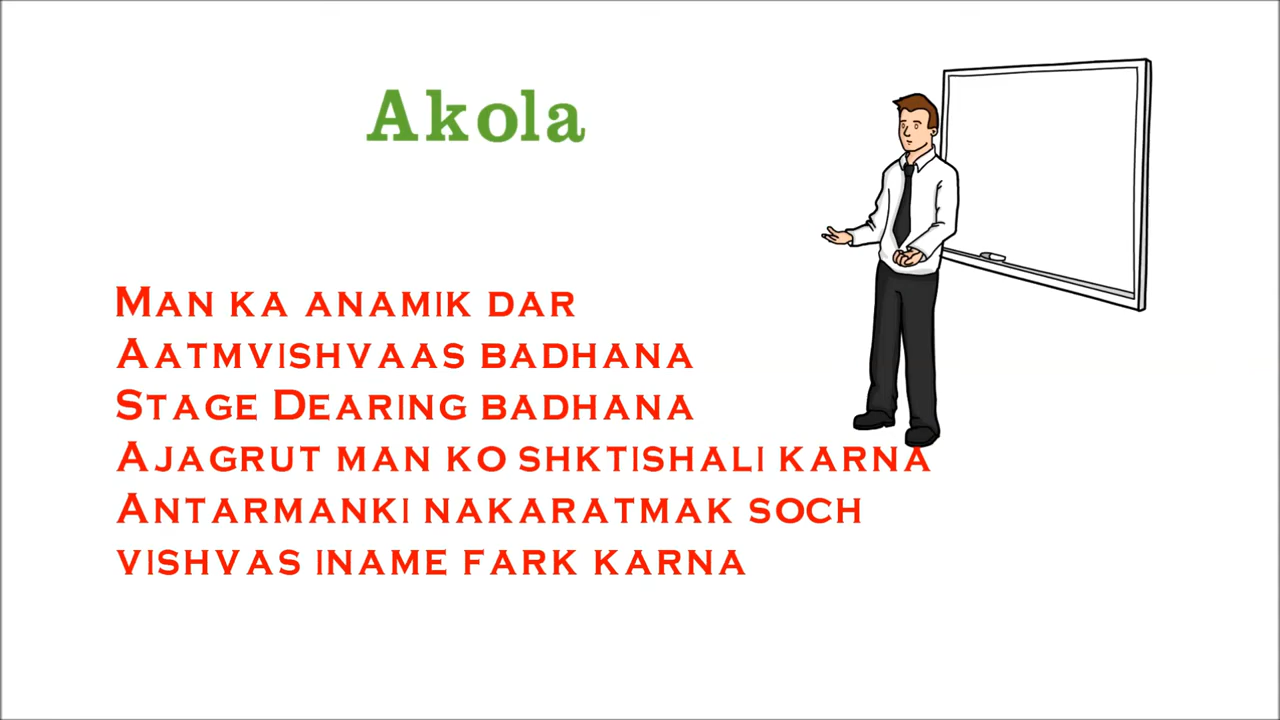 Akola
Man ka anamik dar
Aatmvishvaas badhana
Stage Dearing badhana
Ajagrut man ko shktishali karna
Antarmanki nakaratmak soch
vishvas iname fark karna